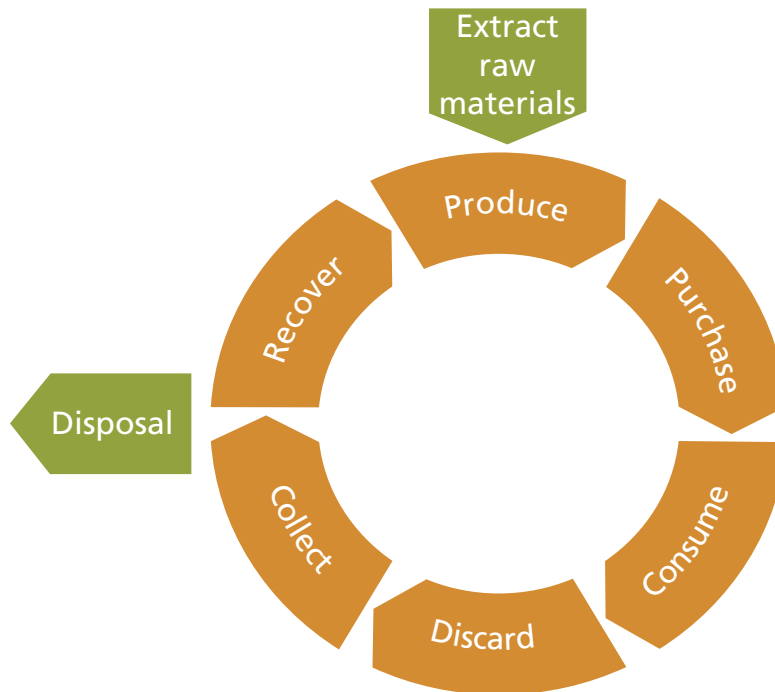 Extract
raw
materials
Produce
Purchase
Consume
Discard
Collect
Recover
Disposal